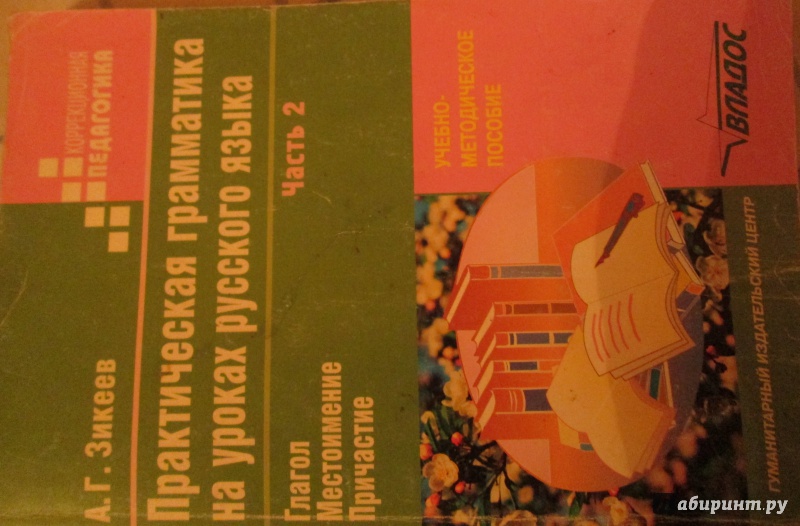 КОРРЕКЦИОННАЯ
ПЕДАГОГИКА
А. Г. Зикеев
Практическая грамматика
на уроках русского языка
Часть 2
Глагол
Местоимение
Причастие
УЧЕБНО-
МЕТОДИЧЕСКОЕ
ПОСОБИЕ
ВЛАДОС
ГУМАНИТАРНЫЙ ИЗДАТЕЛЬСКИЙ ЦЕНТР
абиринт.ру